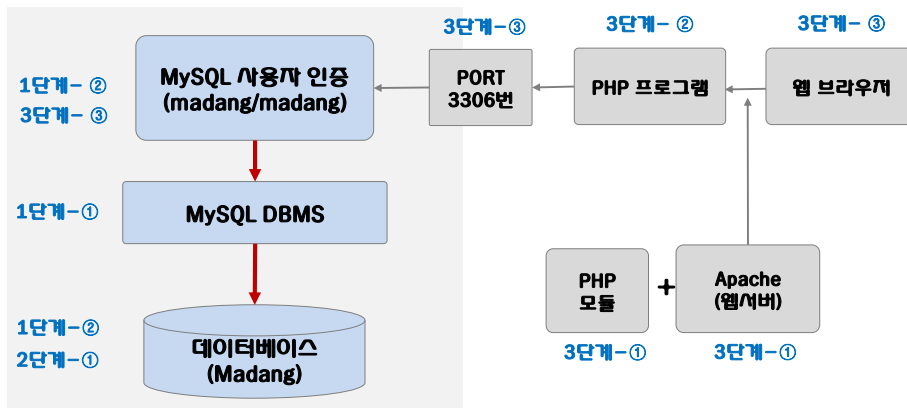 3단계-③
3단계-②
3단계-③
1단계-②
3단계-③
MySQL 사용자 인증
(madang/madang)
PORT
3306번
PHP 프로그램
웹 브라우저
1단계-①
MySQL DBMS
PHP
모듈
+
Apache
(웹서버)
3단계-①
3단계-①
1단계-②
2단계-①
데이터베이스
(Madang)